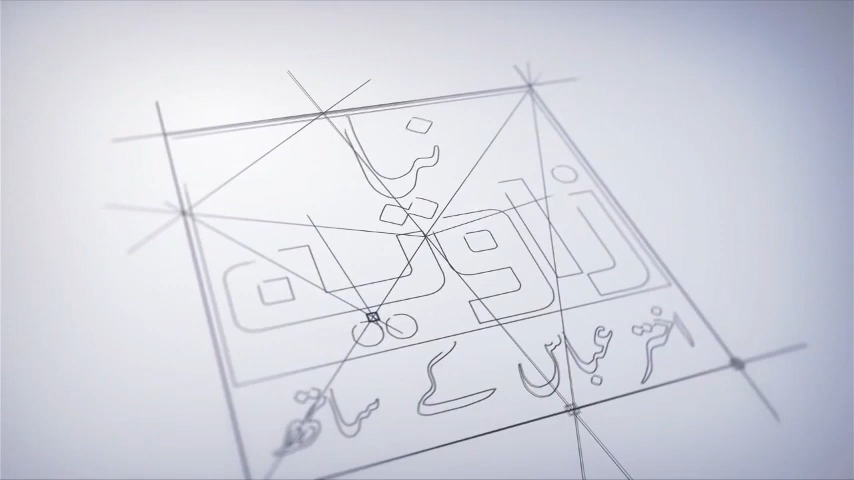 نیا
زاویہ
اختر عباس کے ساتھ